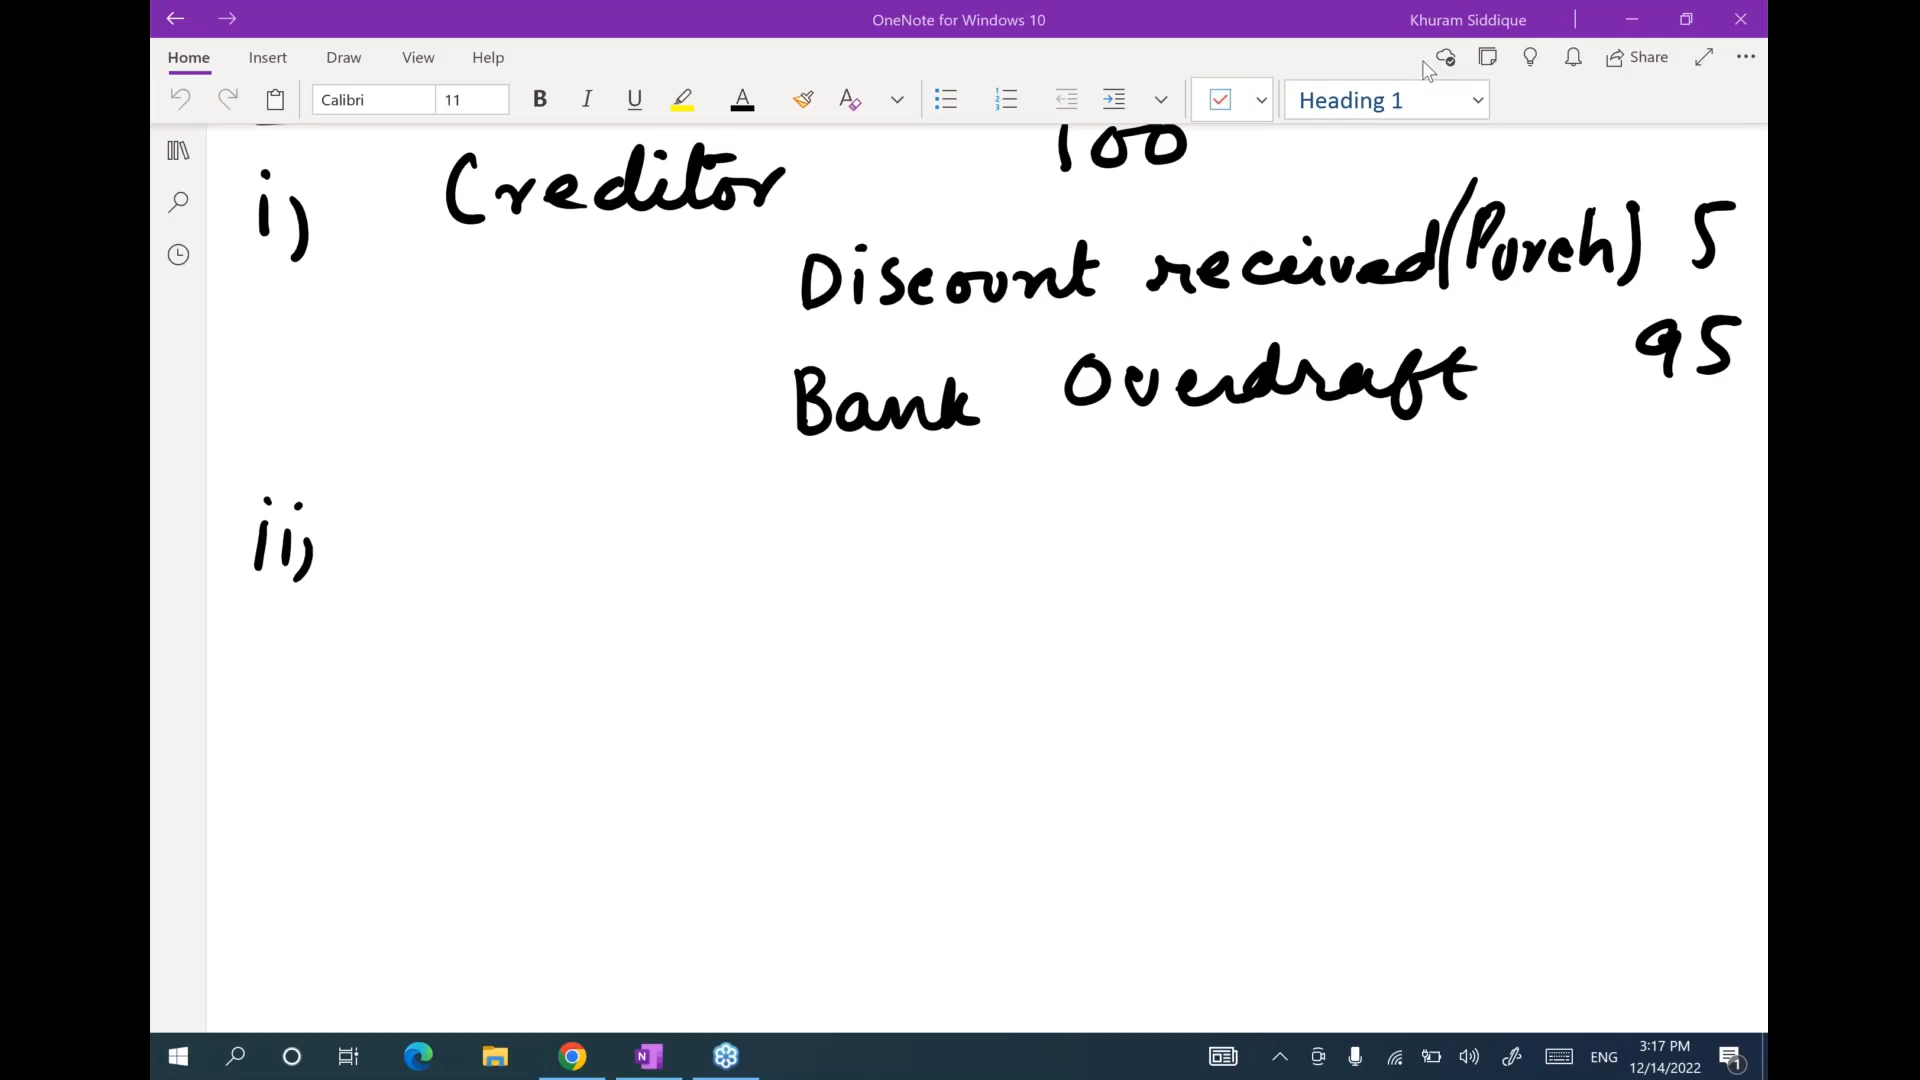 OneNote for Windows 10
Khuram Siddique
Home Insert Draw View Help
Share
Calibri 11 B I U A
Heading 1
100
i) Creditor
Discount received (Purch) 5
Bank Overdraft 95
ii)
ENG
3:17 PM
12/14/2022
1